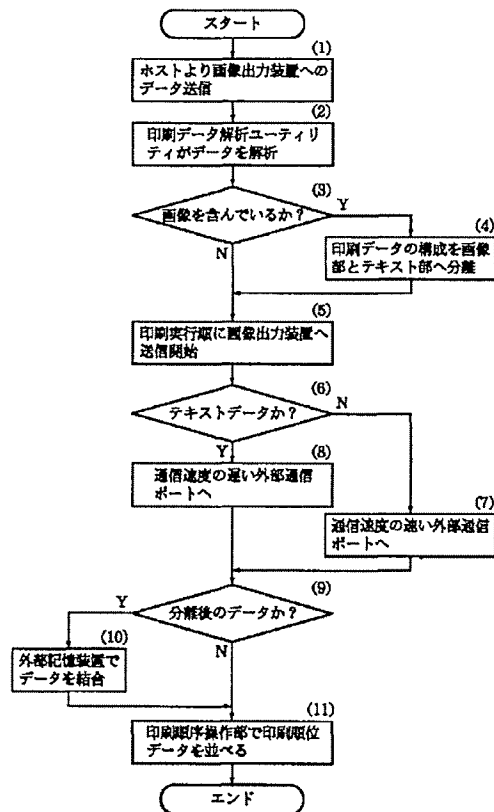 スタート
(1)
ホストより画像出力装置への
データ送信
(2)
印刷データ解析ユーティリ
ティがデータを解析
(3)
画像を含んでいるか？
Y
N
(4)
印刷データの構成を画像
部とテキスト部へ分離
(5)
印刷実行順に画像出力装置へ
送信開始
(6)
テキストデータか？
N
Y
(8)
通信速度の遅い外部通信
ポートへ
(7)
通信速度の速い外部通信
ポートへ
(9)
分離後のデータか？
Y
N
(10)
外部記憶装置で
データを結合
(11)
印刷順序操作部で印刷順位
データを並べる
エンド